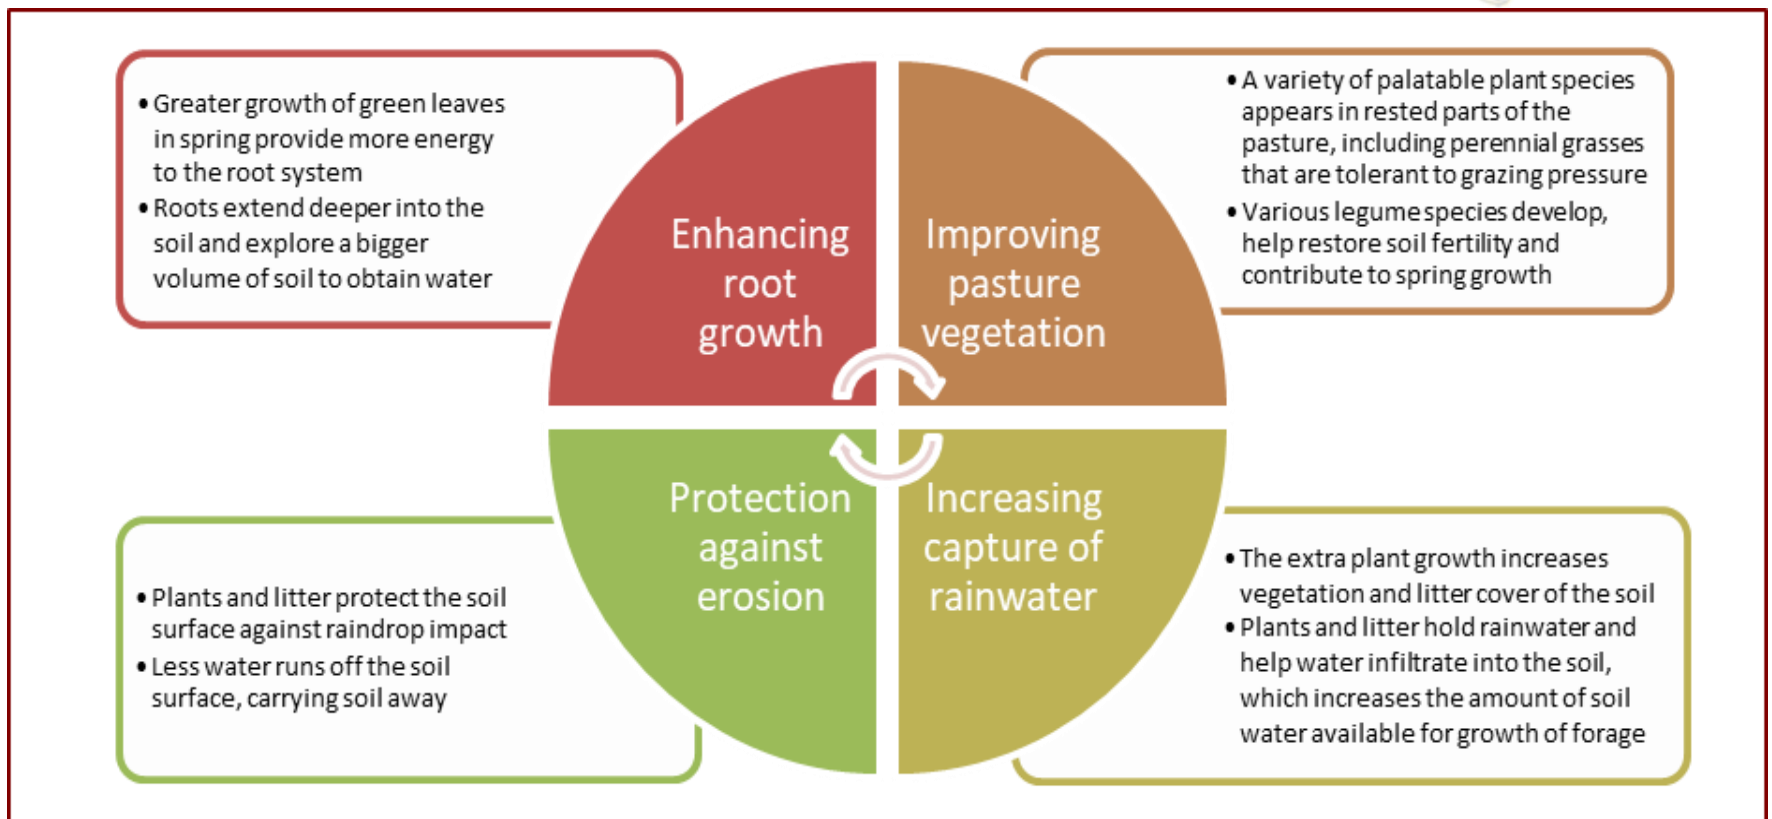 • Greater growth of green leaves
in spring provide more energy
to the root system
• Roots extend deeper into the
soil and explore a bigger
volume of soil to obtain water
Enhancing
root
growth
Improving
pasture
vegetation
• A variety of palatable plant species
appears in rested parts of the
pasture, including perennial grasses
that are tolerant to grazing pressure
• Various legume species develop,
help restore soil fertility and
contribute to spring growth
• Plants and litter protect the soil
surface against raindrop impact
• Less water runs off the soil
surface, carrying soil away
Protection
against
erosion
Increasing
capture of
rainwater
• The extra plant growth increases
vegetation and litter cover of the soil
• Plants and litter hold rainwater and
help water infiltrate into the soil,
which increases the amount of soil
water available for growth of forage